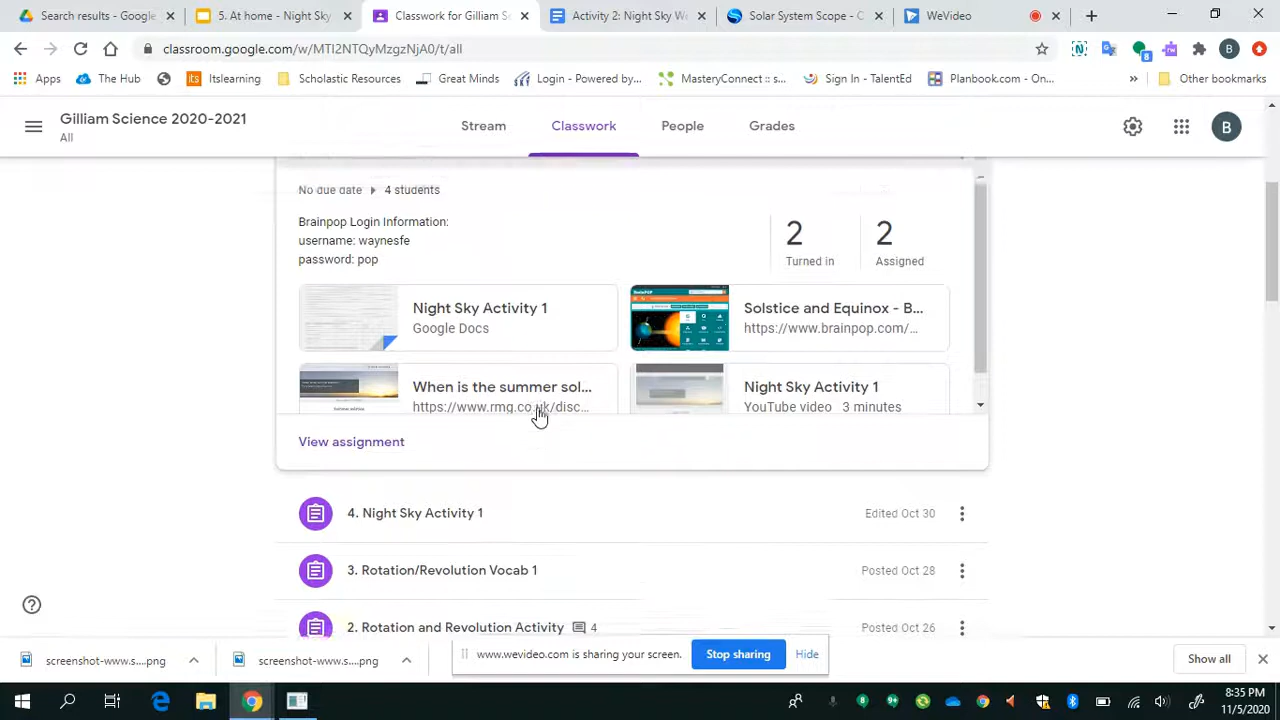 Search results - Google
5. At home - Night Sky
Classwork for Gilliam S
Activity 2: Night Sky W
Solar System Scope - C
WeVideo
classroom.google.com/w/MTI2NTQyMzgzNjA0/t/all
B
8
Apps
The Hub
its Itslearning
Scholastic Resources
Great Minds
Login - Powered by...
MasteryConnect :: s...
Sign In - TalentEd
Planbook.com - On...
Other bookmarks
Gilliam Science 2020-2021
All
Stream
Classwork
People
Grades
B
No due date
4 students
Brainpop Login Information:
username: waynesfe
password: pop
2
Turned in
2
Assigned
Night Sky Activity 1
Google Docs
Solstice and Equinox - B...
https://www.brainpop.com/...
When is the summer sol...
https://www.rmg.co.uk/disc...
Night Sky Activity 1
YouTube video 3 minutes
View assignment
4. Night Sky Activity 1
Edited Oct 30
3. Rotation/Revolution Vocab 1
Posted Oct 28
2. Rotation and Revolution Activity
4
Posted Oct 26
screenshot-www.s....png
screenshot-www.s....png
www.wevideo.com is sharing your screen.
Stop sharing
Hide
Show all
8:35 PM
11/5/2020